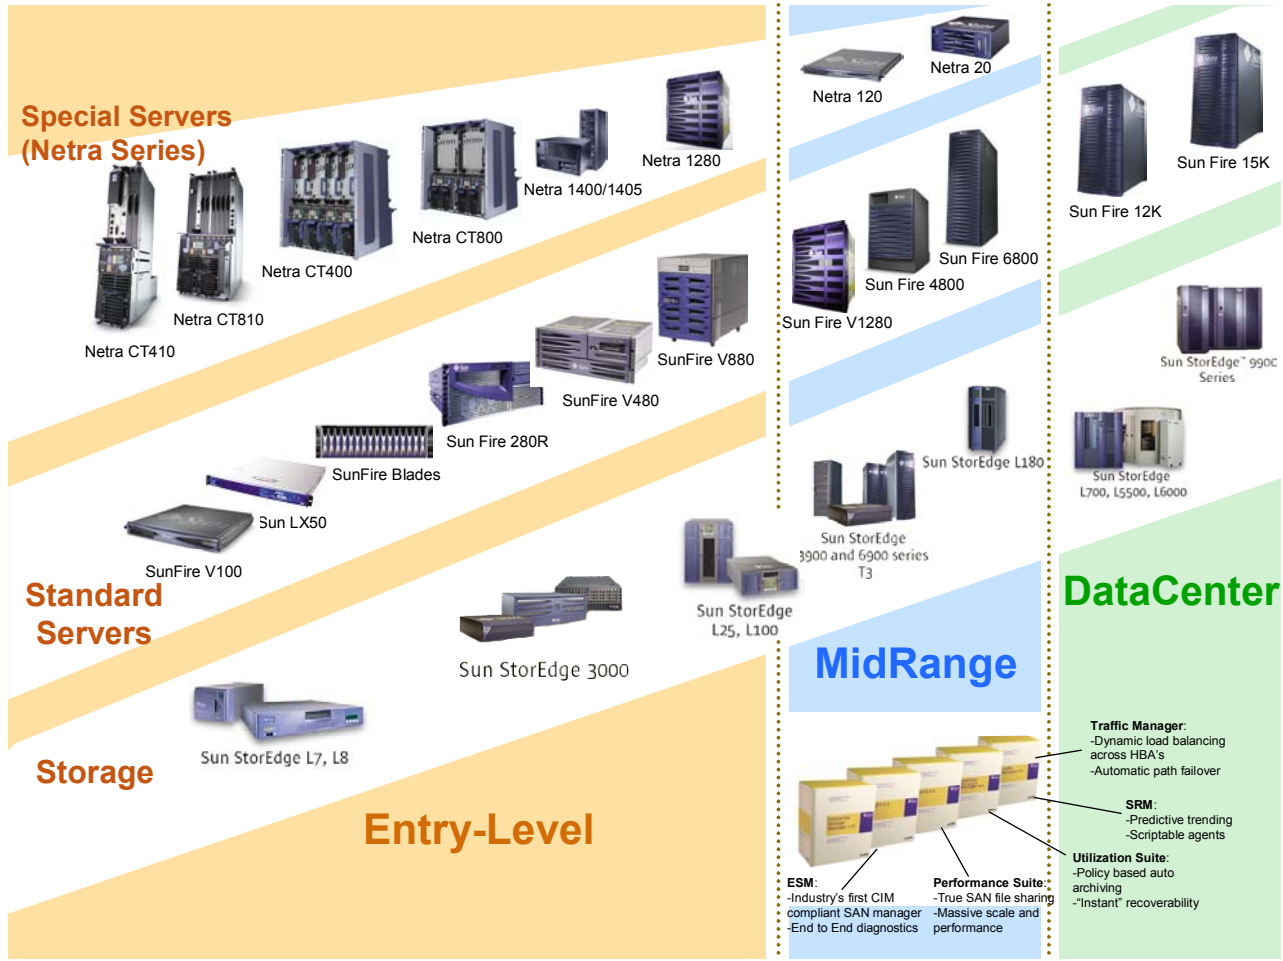 Special Servers
(Netra Series)
Netra CT410
Netra CT810
Netra CT400
Netra CT800
Netra 1400/1405
Netra 1280
Netra 120
Netra 20
Standard
Servers
SunFire V100
Sun LX50
SunFire Blades
Sun Fire 280R
SunFire V480
SunFire V880
Sun Fire V1280
Sun Fire 4800
Sun Fire 6800
Sun Fire 12K
Sun Fire 15K
Storage
Sun StorEdge L7, L8
Sun StorEdge 3000
Sun StorEdge
L25, L100
Sun StorEdge
3900 and 6900 series
T3
Sun StorEdge L180
Sun StorEdge
L700, L5500, L6000
Sun StorEdge™ 990
Series
Entry-Level
MidRange
DataCenter
ESM:
-Industry's first CIM
compliant SAN manager
-End to End diagnostics
Performance Suite:
-True SAN file sharing
-Massive scale and
performance
Traffic Manager:
-Dynamic load balancing
across HBA's
-Automatic path failover
SRM:
-Predictive trending
-Scriptable agents
Utilization Suite:
-Policy based auto
archiving
-"Instant" recoverability